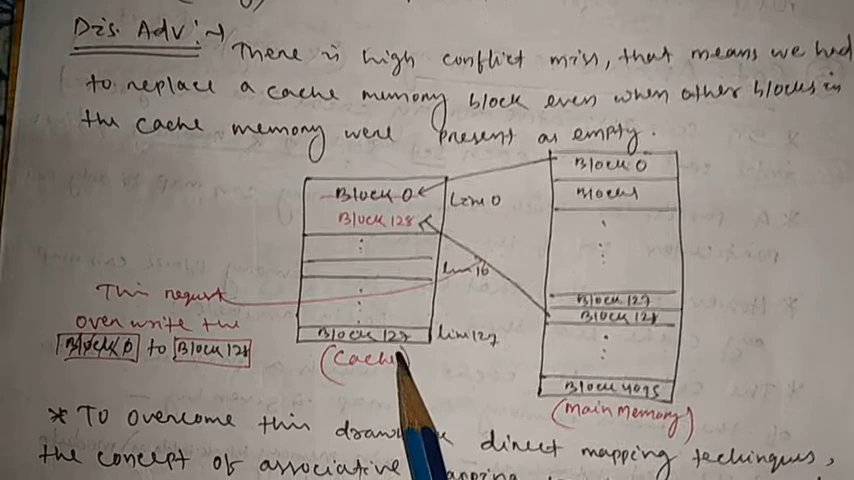 Dis. Adv :→ There is high conflict miss, that means we had
to replace a cache memory block even when other blocks in
the cache memory were present as empty.
Block 0
Block 128
Line 0
Line 16
Block 127
Line 127
(Cache)
This request
over write the
Block 0 to Block 128
Block 0
Block 1
Block 127
Block 128
Block 4095
(Main Memory)
* To overcome this direct mapping techniques,
the concept of associative